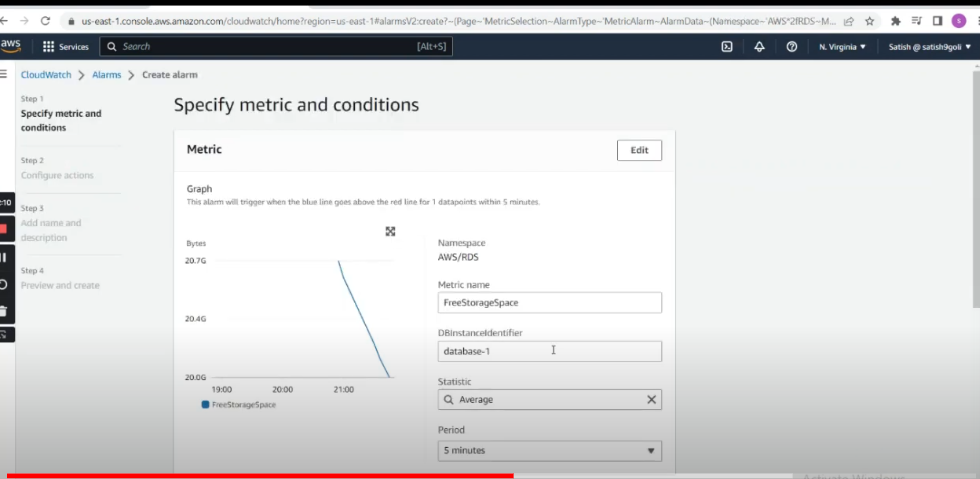 us-east-1.console.aws.amazon.com/cloudwatch/home?region=us-east-1#alarmsV2:create?~(Page~'MetricSelection~AlarmType~'MetricAlarm~AlarmData~(Namespace~'AWS*2fRDS~M...
S
aws
Services
Search
[Alt+S]
N. Virginia
Satish @ satish9goli
CloudWatch > Alarms > Create alarm
Step 1
Specify metric and
conditions
Step 2
Configure actions
Step 3
Add name and
description
Step 4
Preview and create
:10
Specify metric and conditions
Metric
Edit
Graph
This alarm will trigger when the blue line goes above the red line for 1 datapoints within 5 minutes.
Bytes
20.7G
20.4G
20.0G
19:00
20:00
21:00
FreeStorageSpace
Namespace
AWS/RDS
Metric name
FreeStorageSpace
DBInstanceIdentifier
database-1
Statistic
Average
Period
5 minutes
Activate Windows